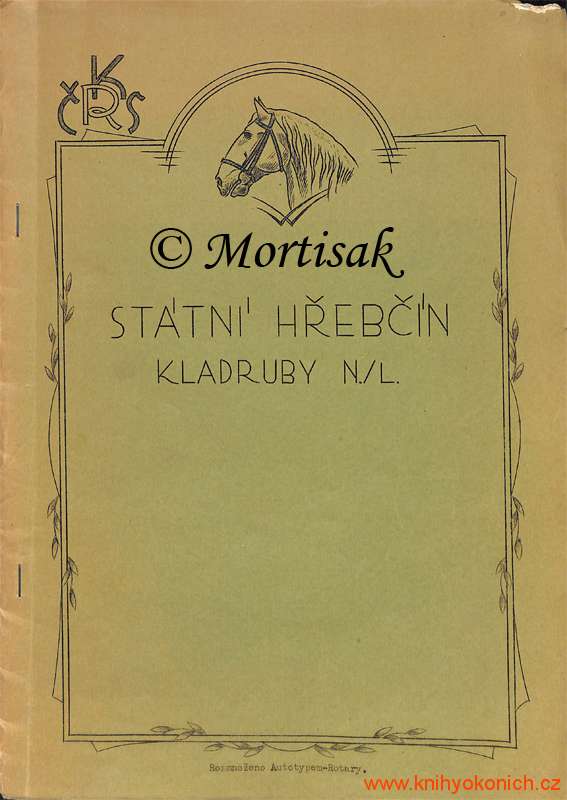 ČKRS
© Mortisak
STÁTNÍ HŘEBČÍN
KLADRUBY N./L.
Rozmnoženo Autotypem-Rotary.
www.knihyokonich.cz